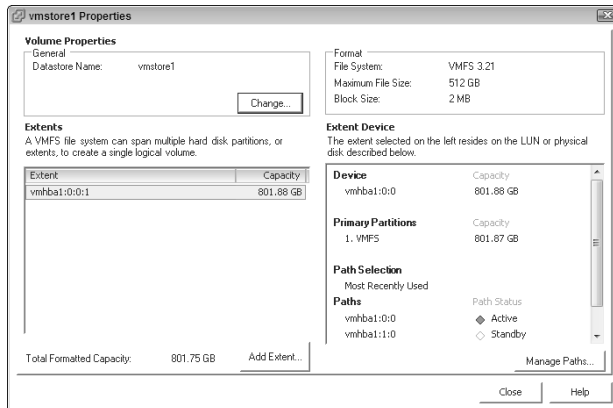 vmstore1 Properties
Volume Properties
General
Datastore Name: vmstore1
Change...
Format
File System: VMFS 3.21
Maximum File Size: 512 GB
Block Size: 2 MB
Extents
A VMFS file system can span multiple hard disk partitions, or
extents, to create a single logical volume.
Extent Capacity
vmhba1:0:0:1 801.88 GB
Total Formatted Capacity: 801.75 GB
Add Extent...
Extent Device
The extent selected on the left resides on the LUN or physical
disk described below.
Device Capacity
vmhba1:0:0 801.88 GB
Primary Partitions Capacity
1. VMFS 801.87 GB
Path Selection
Most Recently Used
Paths Path Status
vmhba1:0:0 Active
vmhba1:1:0 Standby
Manage Paths...
Close Help